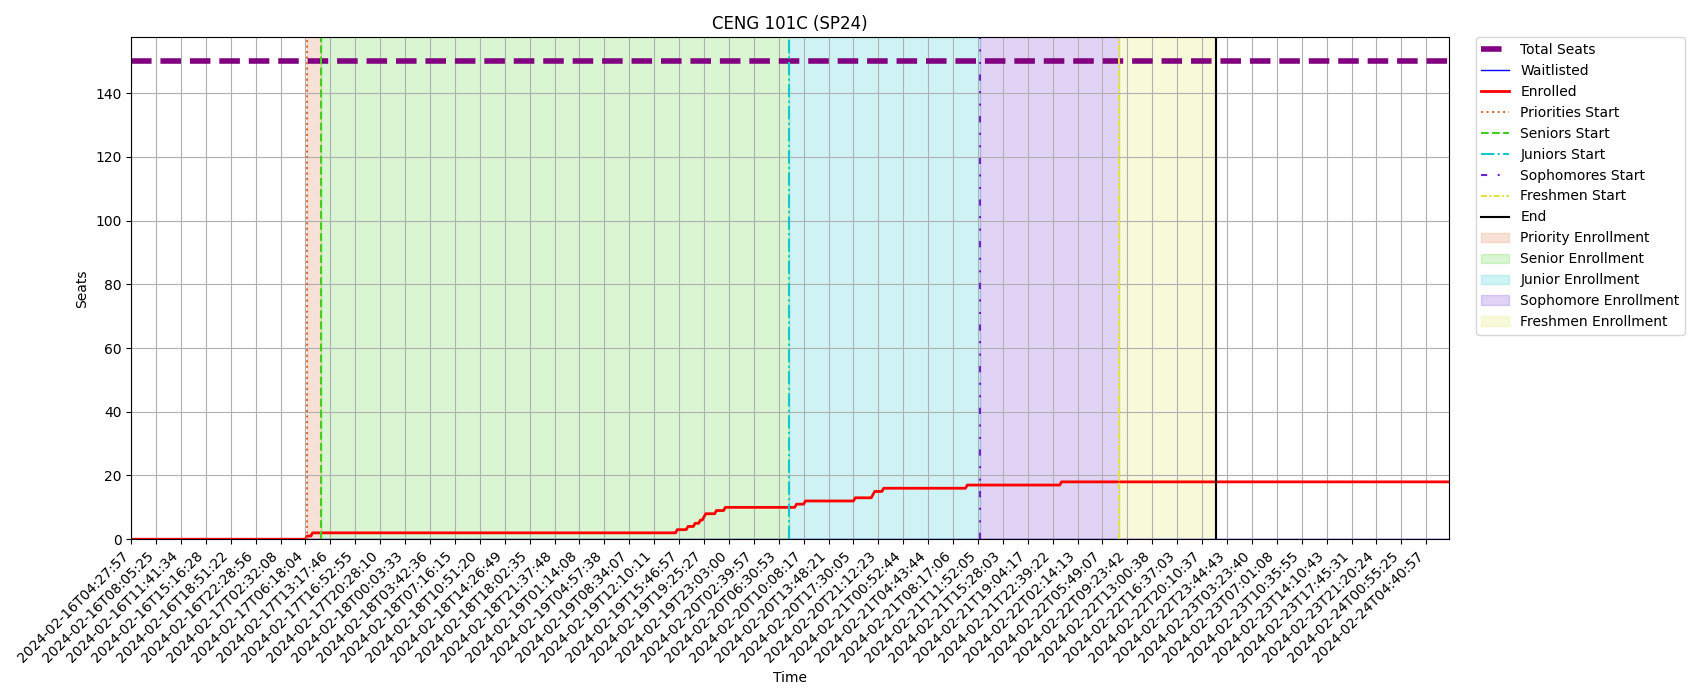 CENG 101C (SP24)
Seats
140
120
100
80
60
40
20
0
2024-02-16T04:27:57
2024-02-16T08:05:25
2024-02-16T11:41:34
2024-02-16T15:16:28
2024-02-16T18:51:22
2024-02-16T22:28:56
2024-02-17T02:32:08
2024-02-17T06:18:04
2024-02-17T13:17:46
2024-02-17T16:52:55
2024-02-17T20:28:10
2024-02-18T00:03:33
2024-02-18T03:42:36
2024-02-18T07:16:15
2024-02-18T10:51:20
2024-02-18T14:26:49
2024-02-18T18:02:35
2024-02-18T21:37:48
2024-02-19T01:14:08
2024-02-19T04:57:38
2024-02-19T08:34:07
2024-02-19T12:10:11
2024-02-19T15:46:57
2024-02-19T19:25:27
2024-02-19T23:03:00
2024-02-20T02:39:57
2024-02-20T06:30:53
2024-02-20T10:08:17
2024-02-20T13:48:21
2024-02-20T17:30:05
2024-02-20T21:12:23
2024-02-21T00:52:44
2024-02-21T04:43:44
2024-02-21T08:17:06
2024-02-21T11:52:05
2024-02-21T15:28:03
2024-02-21T19:04:17
2024-02-21T22:39:22
2024-02-22T02:14:13
2024-02-22T05:49:07
2024-02-22T09:23:42
2024-02-22T13:00:38
2024-02-22T16:37:03
2024-02-22T20:10:37
2024-02-22T23:44:43
2024-02-23T03:23:40
2024-02-23T07:01:08
2024-02-23T10:35:55
2024-02-23T14:10:43
2024-02-23T17:45:31
2024-02-23T21:20:24
2024-02-24T00:55:25
2024-02-24T04:40:57
Time
Total Seats
Waitlisted
Enrolled
Priorities Start
Seniors Start
Juniors Start
Sophomores Start
Freshmen Start
End
Priority Enrollment
Senior Enrollment
Junior Enrollment
Sophomore Enrollment
Freshmen Enrollment